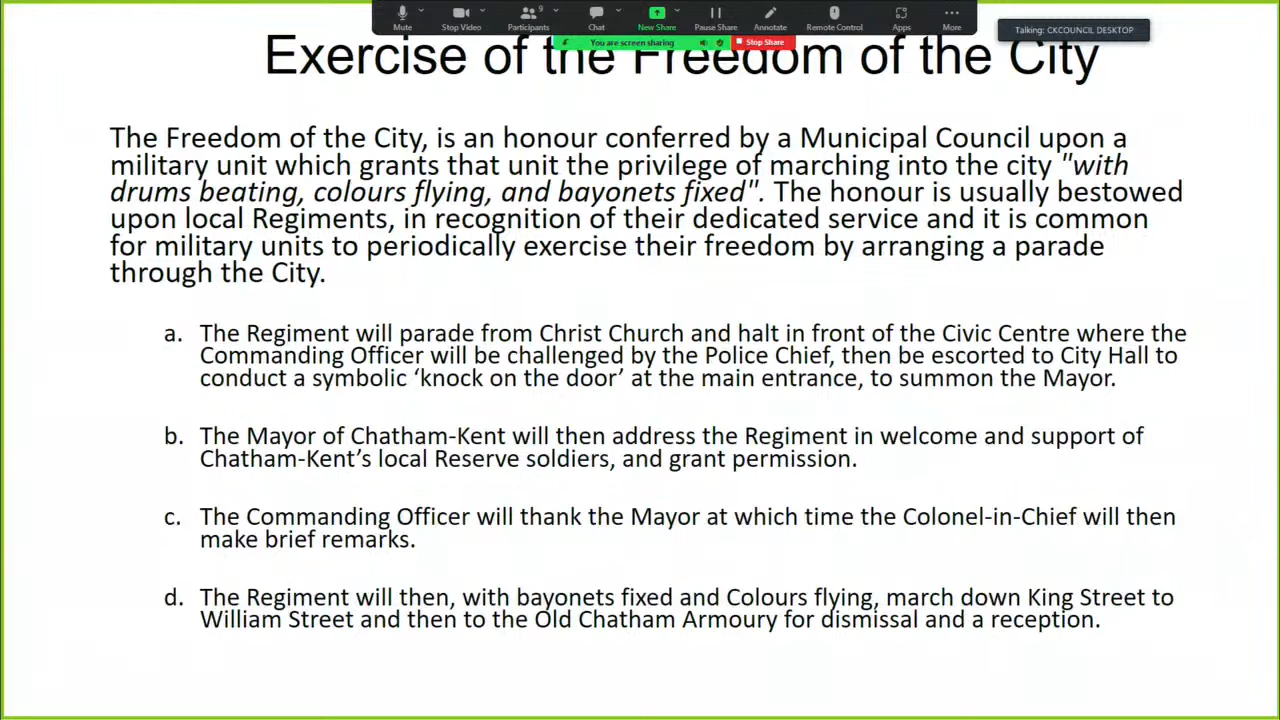 9
Mute
Stop Video
Participants
Chat
New Share
Pause Share
Annotate
Remote Control
Apps
More
Talking: CKCOUNCIL DESKTOP
You are screen sharing
Stop Share
Exercise of the Freedom of the City
The Freedom of the City, is an honour conferred by a Municipal Council upon a
military unit which grants that unit the privilege of marching into the city "with
drums beating, colours flying, and bayonets fixed". The honour is usually bestowed
upon local Regiments, in recognition of their dedicated service and it is common
for military units to periodically exercise their freedom by arranging a parade
through the City.
a. The Regiment will parade from Christ Church and halt in front of the Civic Centre where the
Commanding Officer will be challenged by the Police Chief, then be escorted to City Hall to
conduct a symbolic ‘knock on the door’ at the main entrance, to summon the Mayor.
b. The Mayor of Chatham-Kent will then address the Regiment in welcome and support of
Chatham-Kent’s local Reserve soldiers, and grant permission.
c. The Commanding Officer will thank the Mayor at which time the Colonel-in-Chief will then
make brief remarks.
d. The Regiment will then, with bayonets fixed and Colours flying, march down King Street to
William Street and then to the Old Chatham Armoury for dismissal and a reception.